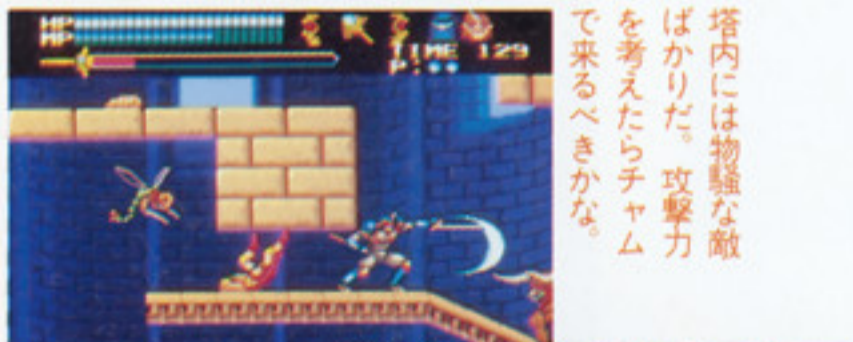 HP
MP
TIME 129
P:
塔内には物騒な敵
ばかりだ。攻撃力
を考えたらチャム
で来るべきかな。